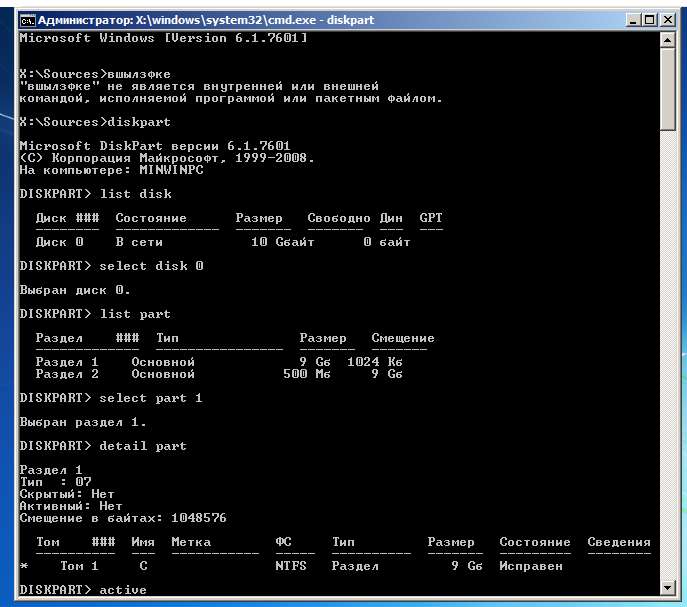 Администратор: X:\windows\system32\cmd.exe - diskpart
Microsoft Windows [Version 6.1.7601]
X:\Sources>вшылзфке
"вшылзфке" не является внутренней или внешней
командой, исполняемой программой или пакетным файлом.
X:\Sources>diskpart
Microsoft DiskPart версии 6.1.7601
(C) Корпорация Майкрософт, 1999-2008.
На компьютере: MINWINPC
DISKPART> list disk
Диск ### Состояние Размер Свободно Дин GPT
-------- ------------- ------- ------- --- ---
Диск 0 В сети 10 Gбайт 0 байт
DISKPART> select disk 0
Выбран диск 0.
DISKPART> list part
Раздел ### Тип Размер Смещение
------------- ---------------- ------- -------
Раздел 1 Основной 9 Gб 1024 Kб
Раздел 2 Основной 500 Mб 9 Gб
DISKPART> select part 1
Выбран раздел 1.
DISKPART> detail part
Раздел 1
Тип : 07
Скрытый: Нет
Активный: Нет
Смещение в байтах: 1048576
Том ### Имя Метка ФС Тип Размер Состояние Сведения
---------- --- ----------- ----- ---------- ------- --------- --------
* Том 1 C NTFS Раздел 9 Gб Исправен
DISKPART> active